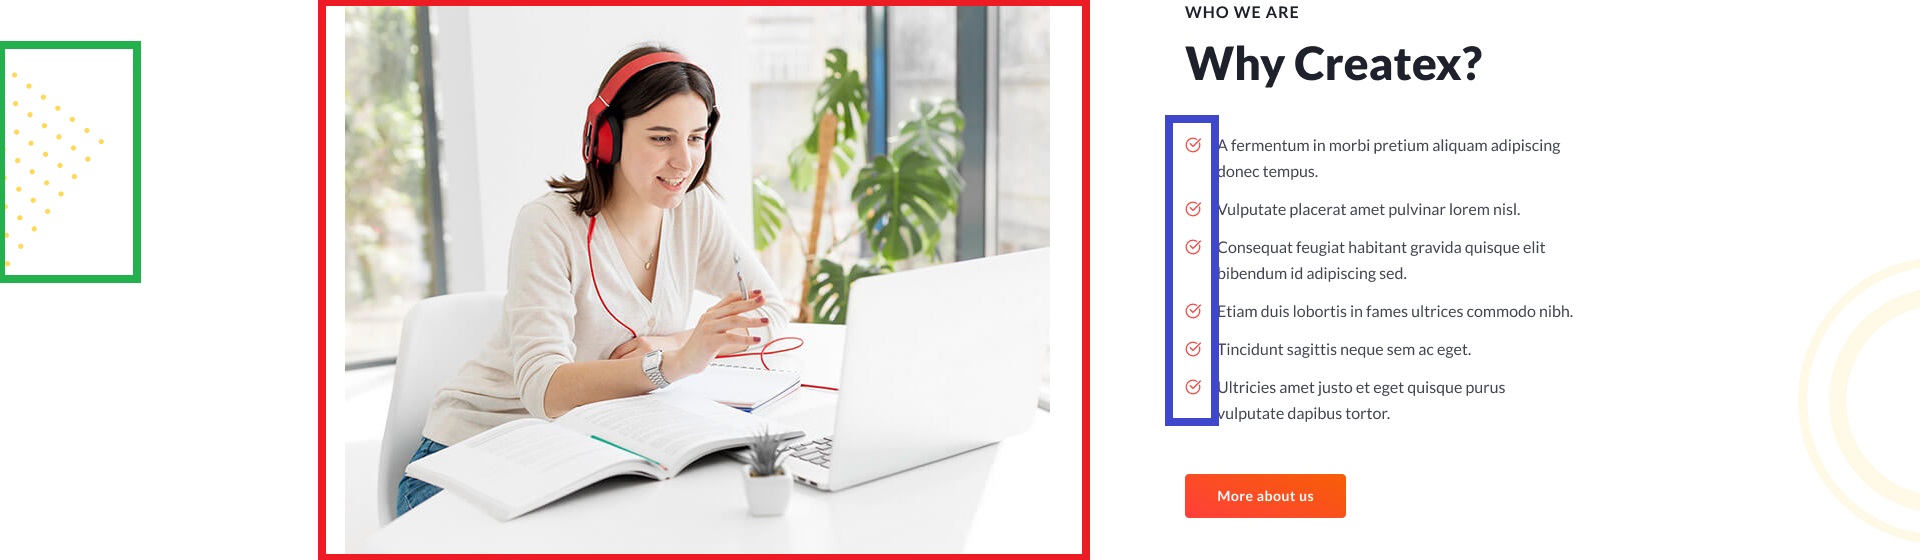 WHO WE ARE
Why Createx?
A fermentum in morbi pretium aliquam adipiscing
donec tempus.
Vulputate placerat amet pulvinar lorem nisl.
Consequat feugiat habitant gravida quisque elit
bibendum id adipiscing sed.
Etiam duis lobortis in fames ultrices commodo nibh.
Tincidunt sagittis neque sem ac eget.
Ultricies amet justo et eget quisque purus
vulputate dapibus tortor.
More about us